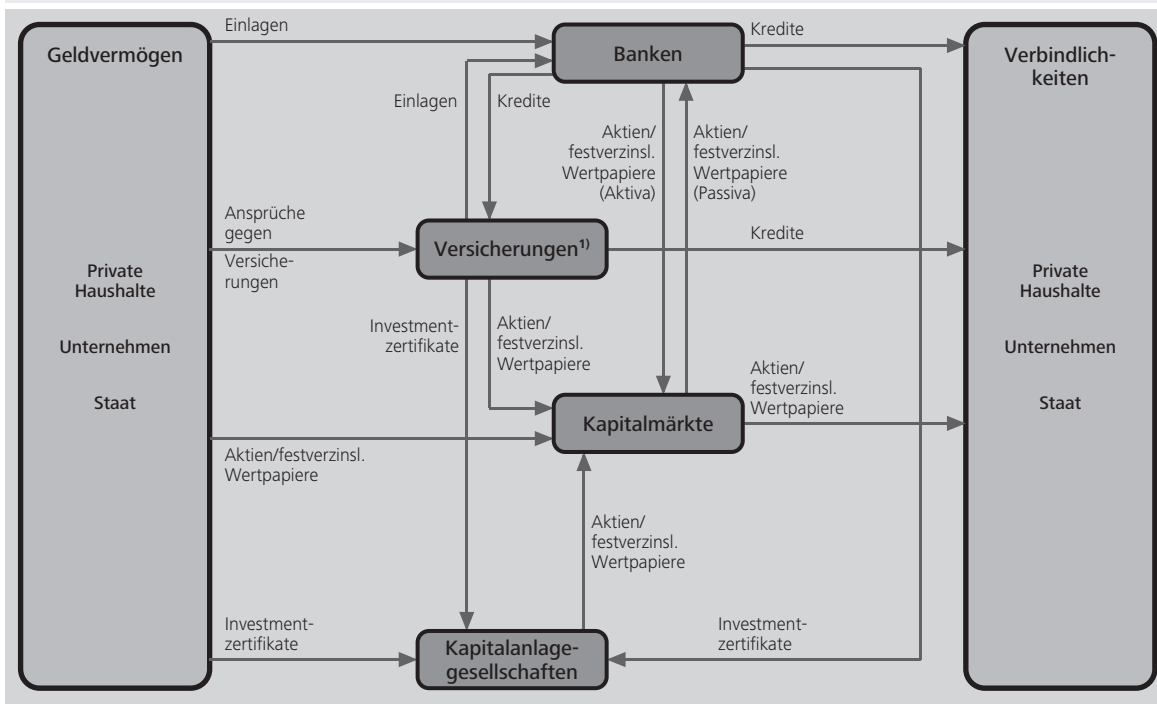 Geldvermögen
Private
Haushalte
Unternehmen
Staat
Einlagen
Banken
Kredite
Verbindlich-
keiten
Private
Haushalte
Unternehmen
Staat
Einlagen
Kredite
Aktien/
festverzinsl.
Wertpapiere
(Aktiva)
Aktien/
festverzinsl.
Wertpapiere
(Passiva)
Ansprüche
gegen
Versiche-
rungen
Versicherungen¹⁾
Kredite
Investment-
zertifikate
Aktien/
festverzinsl.
Wertpapiere
Aktien/
festverzinsl.
Wertpapiere
Kapitalmärkte
Aktien/festverzinsl.
Wertpapiere
Aktien/
festverzinsl.
Wertpapiere
Investment-
zertifikate
Kapitalanlage-
gesellschaften
Investment-
zertifikate